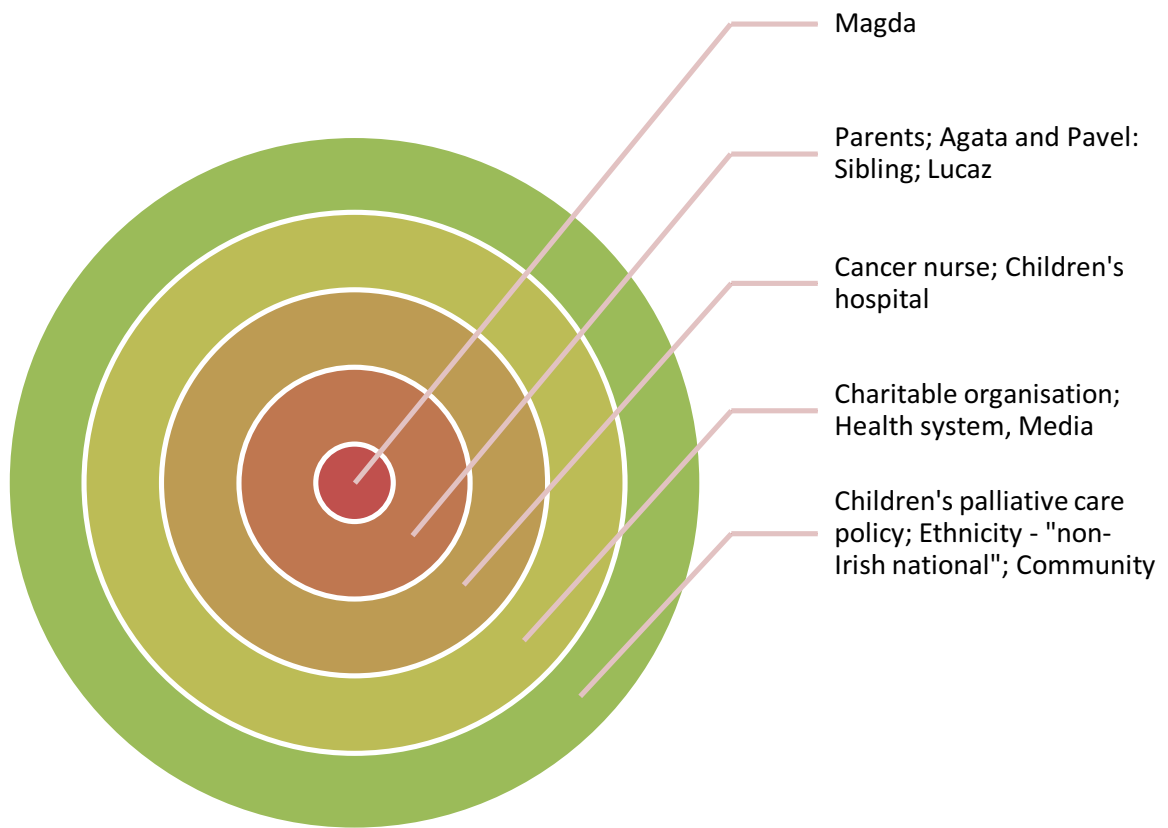 Magda
Parents; Agata and Pavel:
Sibling; Lucaz
Cancer nurse; Children's
hospital
Charitable organisation;
Health system, Media
Children's palliative care
policy; Ethnicity - "non-
Irish national"; Community